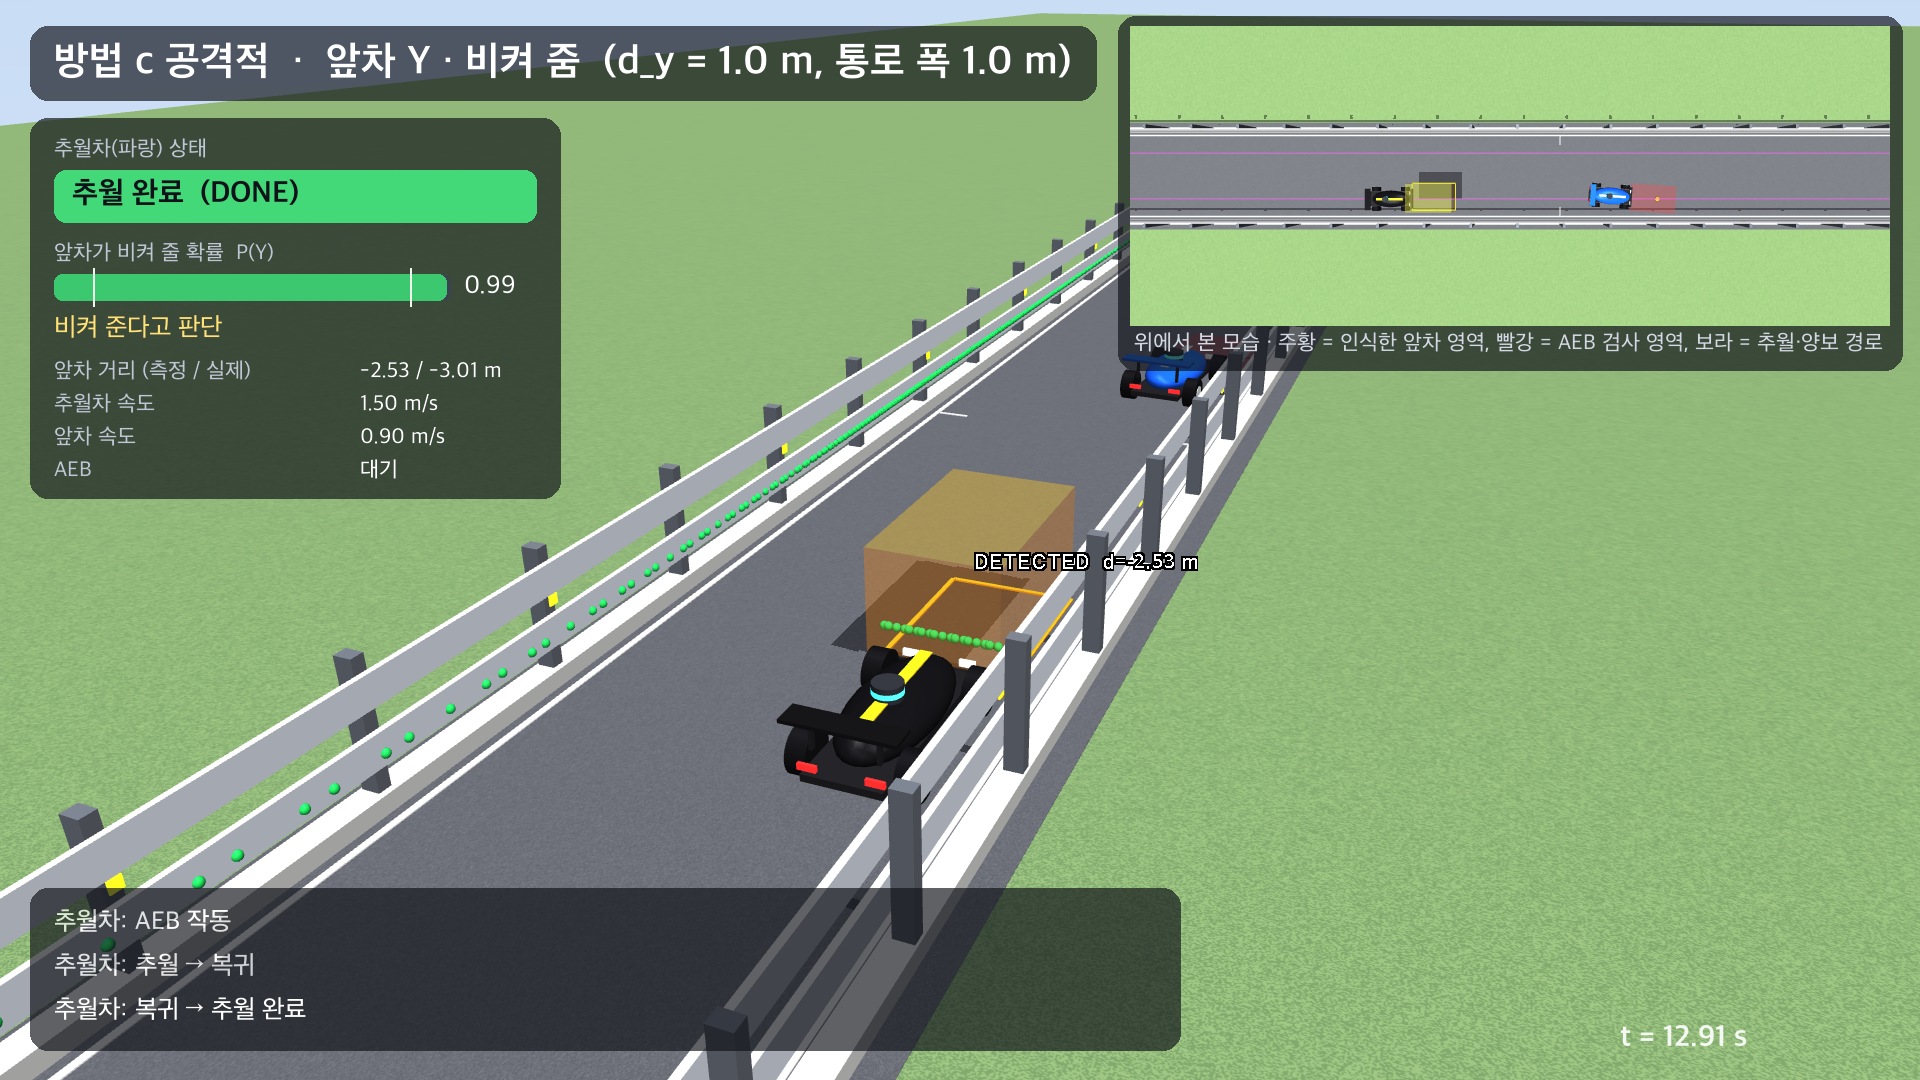 방법 c 공격적 · 앞차 Y · 비켜 줌 (d_y = 1.0 m, 통로 폭 1.0 m)
추월차(파랑) 상태
추월 완료 (DONE)
앞차가 비켜 줄 확률 P(Y)
0.99
비켜 준다고 판단
앞차 거리 (측정 / 실제) -2.53 / -3.01 m
추월차 속도 1.50 m/s
앞차 속도 0.90 m/s
AEB 대기
위에서 본 모습 · 주황 = 인식한 앞차 영역, 빨강 = AEB 검사 영역, 보라 = 추월·양보 경로
DETECTED d=-2.53 m
추월차: AEB 작동
추월차: 추월 → 복귀
추월차: 복귀 → 추월 완료
t = 12.91 s